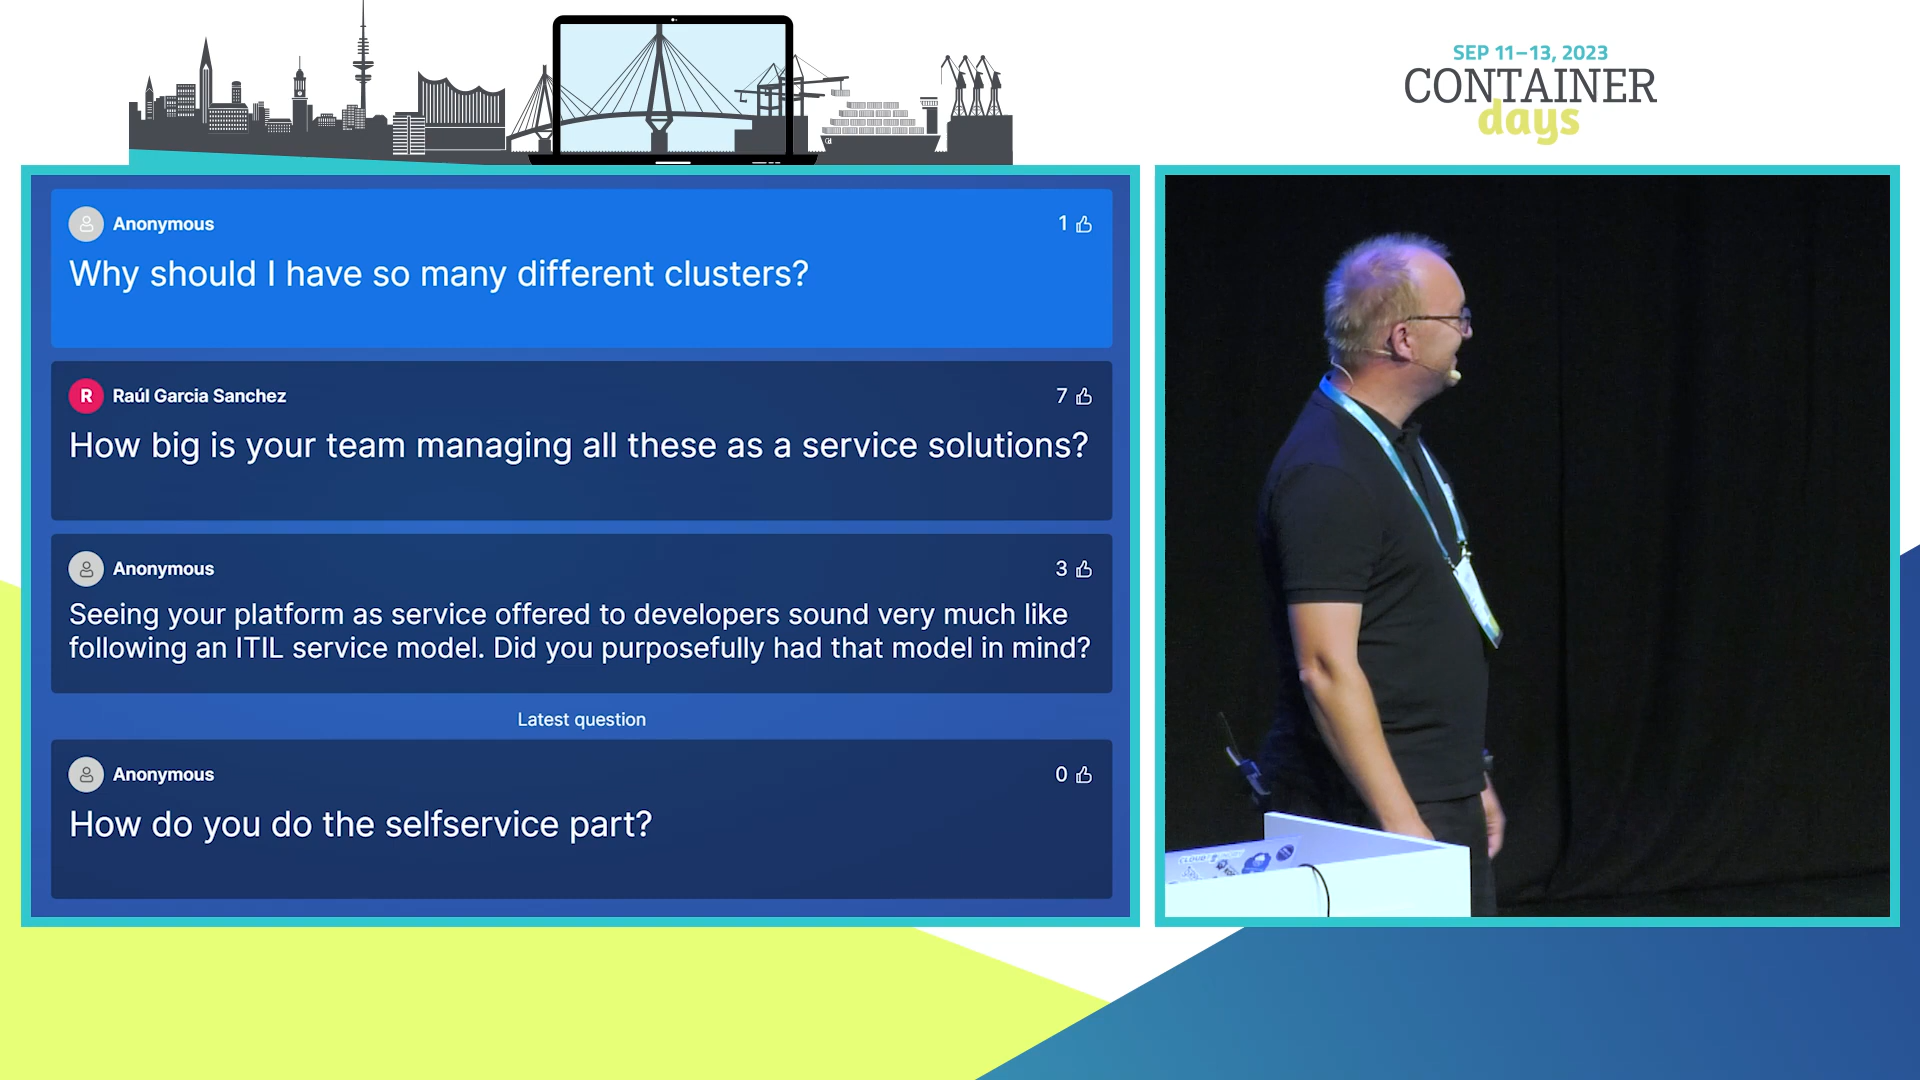 SEP 11–13, 2023
CONTAINER
days
Anonymous
1
Why should I have so many different clusters?
R
Raúl Garcia Sanchez
7
How big is your team managing all these as a service solutions?
Anonymous
3
Seeing your platform as service offered to developers sound very much like
following an ITIL service model. Did you purposefully had that model in mind?
Latest question
Anonymous
0
How do you do the selfservice part?